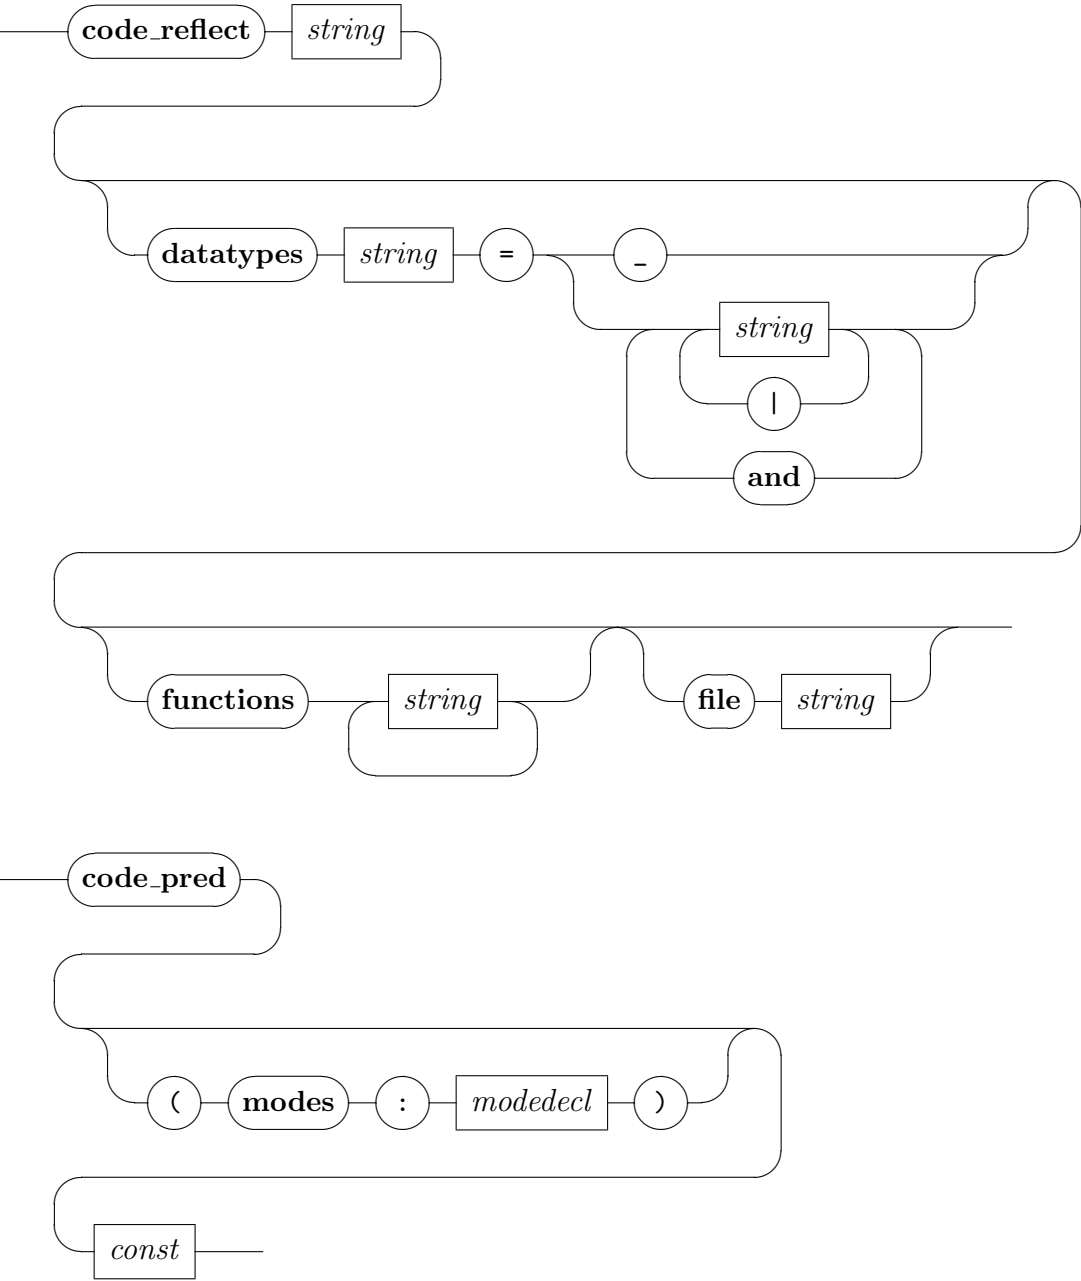 code_reflect string
datatypes string = _
string
|
and
functions string file string
code_pred
( modes : modedecl )
const